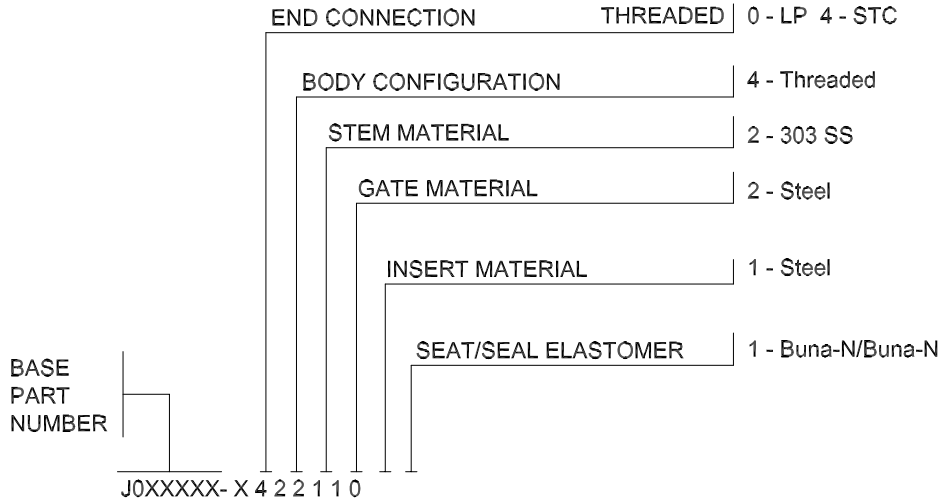 END CONNECTION THREADED 0 - LP 4 - STC
BODY CONFIGURATION 4 - Threaded
STEM MATERIAL 2 - 303 SS
GATE MATERIAL 2 - Steel
INSERT MATERIAL 1 - Steel
SEAT/SEAL ELASTOMER 1 - Buna-N/Buna-N
BASE
PART
NUMBER
J0XXXXX- X 4 2 2 1 1 0